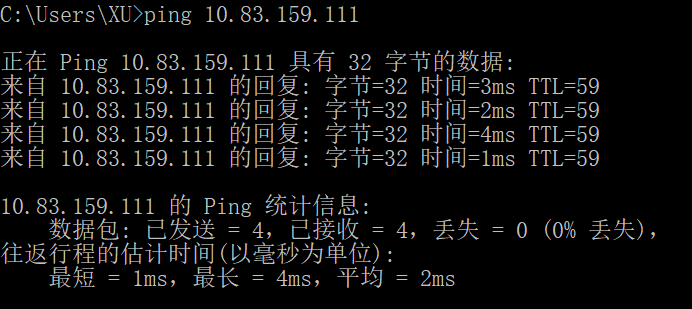 C:\Users\XU>ping 10.83.159.111
正在 Ping 10.83.159.111 具有 32 字节的数据:
来自 10.83.159.111 的回复: 字节=32 时间=3ms TTL=59
来自 10.83.159.111 的回复: 字节=32 时间=2ms TTL=59
来自 10.83.159.111 的回复: 字节=32 时间=4ms TTL=59
来自 10.83.159.111 的回复: 字节=32 时间=1ms TTL=59
10.83.159.111 的 Ping 统计信息:
数据包: 已发送 = 4，已接收 = 4，丢失 = 0 (0% 丢失)，
往返行程的估计时间(以毫秒为单位):
最短 = 1ms，最长 = 4ms，平均 = 2ms